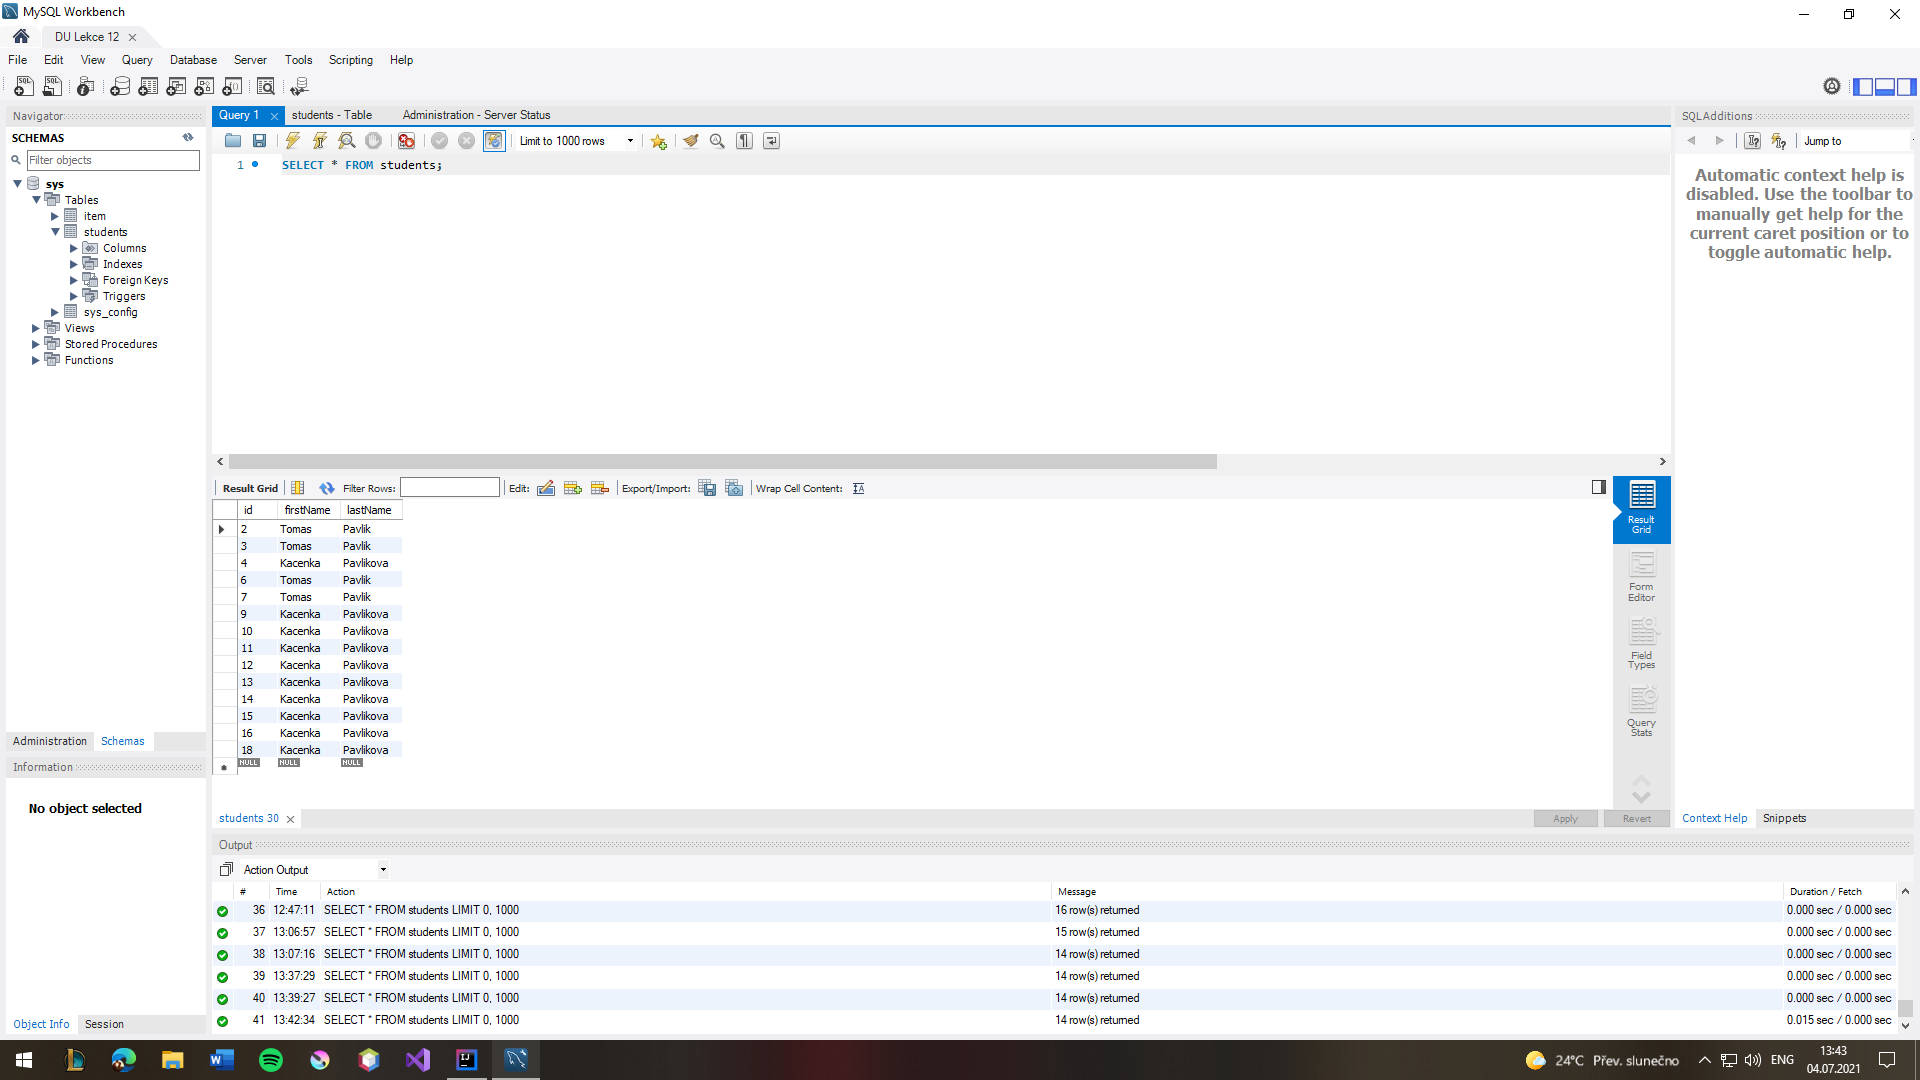 MySQL Workbench
DU Lekce 12
File Edit View Query Database Server Tools Scripting Help
Navigator
SCHEMAS
Filter objects
sys
Tables
item
students
Columns
Indexes
Foreign Keys
Triggers
sys_config
Views
Stored Procedures
Functions
Administration Schemas
Information
No object selected
Object Info Session
Query 1 students - Table Administration - Server Status
Limit to 1000 rows
1 SELECT * FROM students;
Result Grid Filter Rows: Edit: Export/Import: Wrap Cell Content:
id firstName lastName
2 Tomas Pavlik
3 Tomas Pavlik
4 Kacenka Pavlikova
6 Tomas Pavlik
7 Tomas Pavlik
9 Kacenka Pavlikova
10 Kacenka Pavlikova
11 Kacenka Pavlikova
12 Kacenka Pavlikova
13 Kacenka Pavlikova
14 Kacenka Pavlikova
15 Kacenka Pavlikova
16 Kacenka Pavlikova
18 Kacenka Pavlikova
NULL NULL NULL
Result
Grid
Form
Editor
Field
Types
Query
Stats
students 30
Apply Revert
SQLAdditions
Jump to
Automatic context help is
disabled. Use the toolbar to
manually get help for the
current caret position or to
toggle automatic help.
Context Help Snippets
Output
Action Output
# Time Action Message Duration / Fetch
36 12:47:11 SELECT * FROM students LIMIT 0, 1000 16 row(s) returned 0.000 sec / 0.000 sec
37 13:06:57 SELECT * FROM students LIMIT 0, 1000 15 row(s) returned 0.000 sec / 0.000 sec
38 13:07:16 SELECT * FROM students LIMIT 0, 1000 14 row(s) returned 0.000 sec / 0.000 sec
39 13:37:29 SELECT * FROM students LIMIT 0, 1000 14 row(s) returned 0.000 sec / 0.000 sec
40 13:39:27 SELECT * FROM students LIMIT 0, 1000 14 row(s) returned 0.000 sec / 0.000 sec
41 13:42:34 SELECT * FROM students LIMIT 0, 1000 14 row(s) returned 0.015 sec / 0.000 sec
24°C Přev. slunečno ENG
13:43
04.07.2021